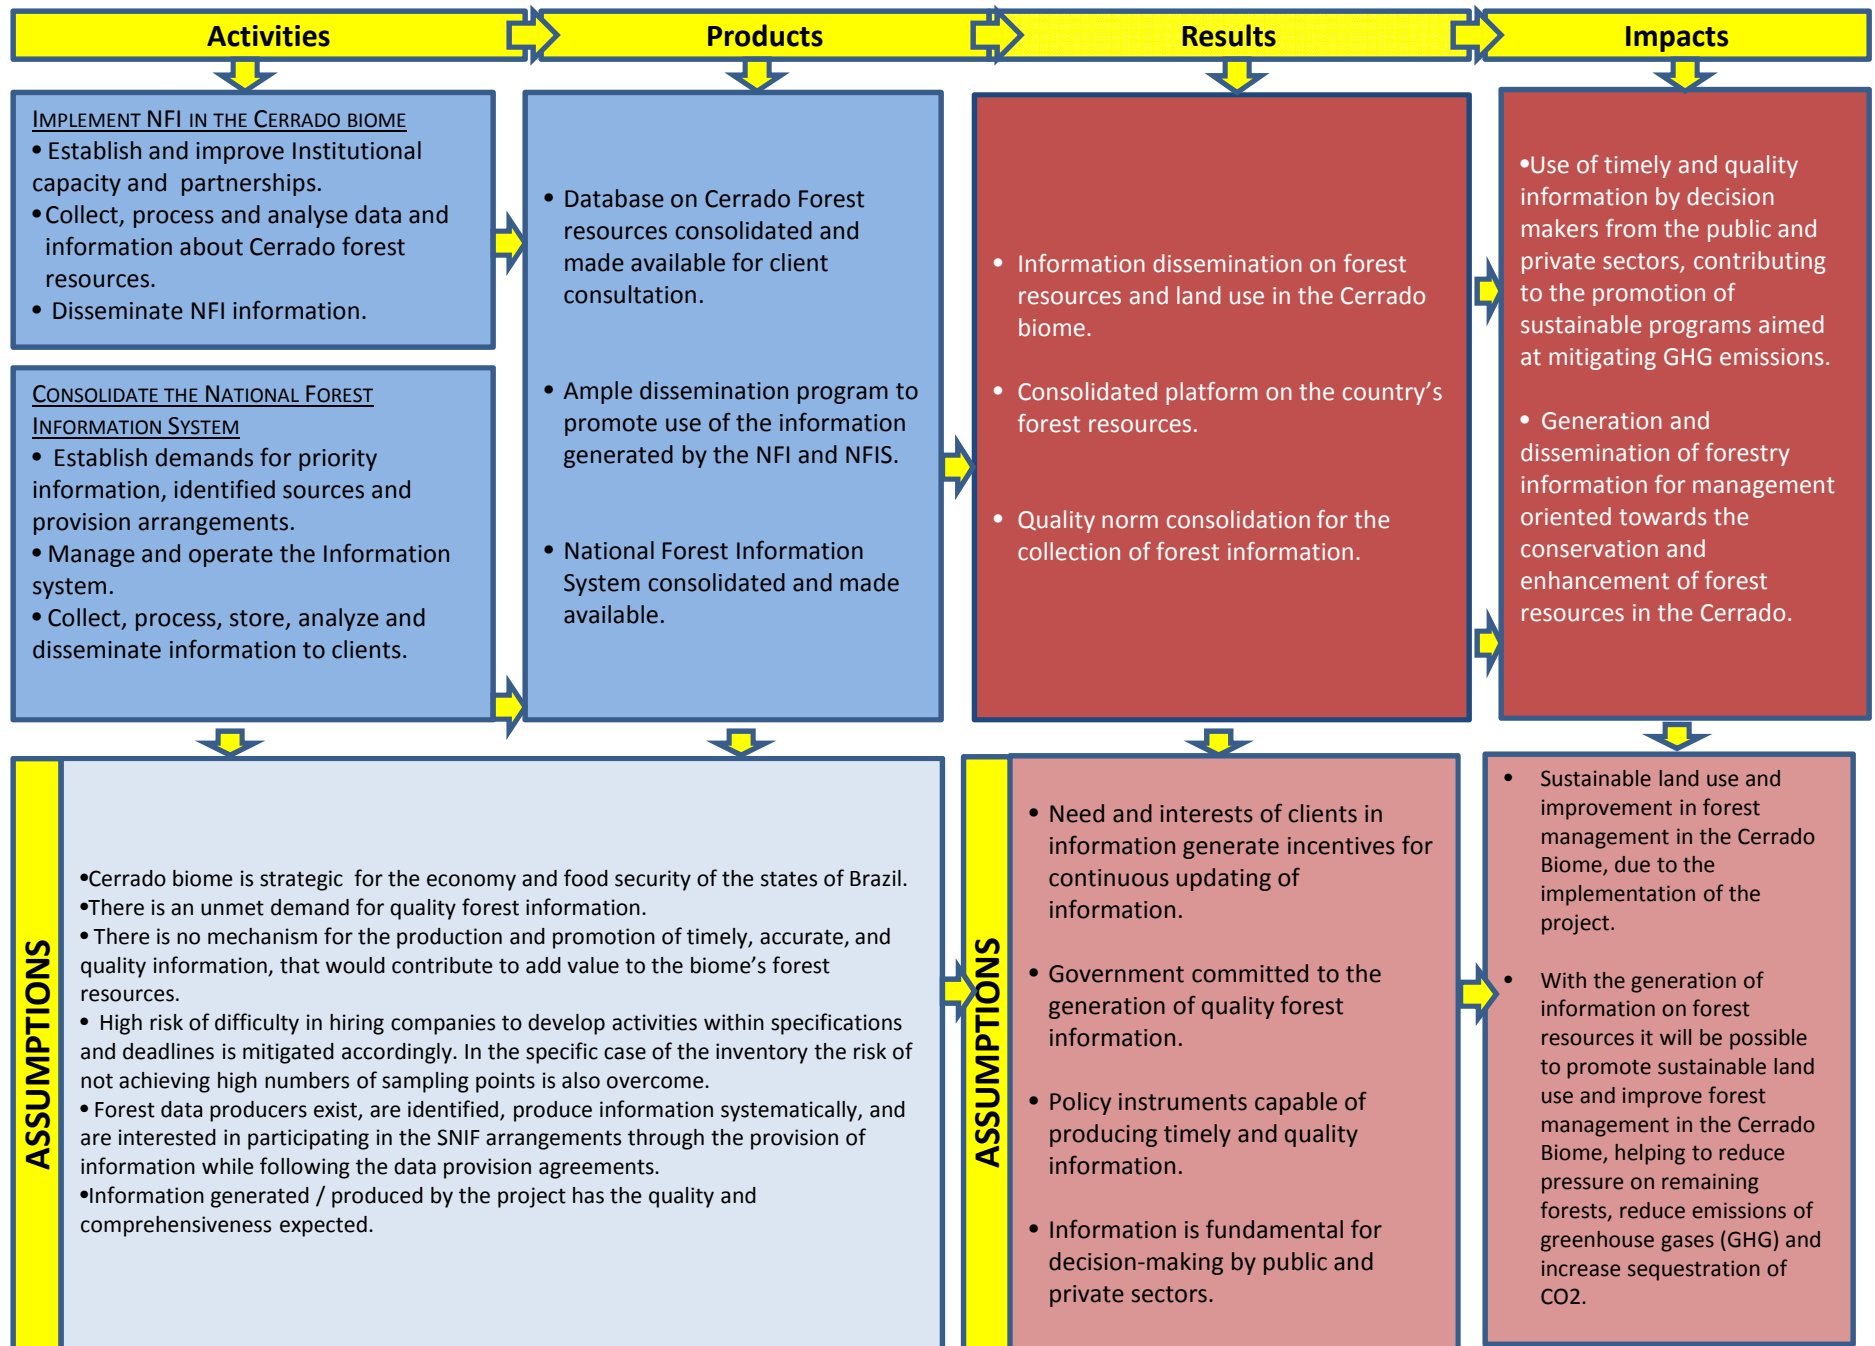 Activities
Products
Results
Impacts
IMPLEMENT NFI IN THE CERRADO BIOME
• Establish and improve Institutional
capacity and partnerships.
• Collect, process and analyse data and
information about Cerrado forest
resources.
• Disseminate NFI information.
CONSOLIDATE THE NATIONAL FOREST
INFORMATION SYSTEM
• Establish demands for priority
information, identified sources and
provision arrangements.
• Manage and operate the Information
system.
• Collect, process, store, analyze and
disseminate information to clients.
• Database on Cerrado Forest
resources consolidated and
made available for client
consultation.
• Ample dissemination program to
promote use of the information
generated by the NFI and NFIS.
• National Forest Information
System consolidated and made
available.
• Information dissemination on forest
resources and land use in the Cerrado
biome.
• Consolidated platform on the country’s
forest resources.
• Quality norm consolidation for the
collection of forest information.
•Use of timely and quality
information by decision
makers from the public and
private sectors, contributing
to the promotion of
sustainable programs aimed
at mitigating GHG emissions.
• Generation and
dissemination of forestry
information for management
oriented towards the
conservation and
enhancement of forest
resources in the Cerrado.
ASSUMPTIONS
•Cerrado biome is strategic for the economy and food security of the states of Brazil.
•There is an unmet demand for quality forest information.
• There is no mechanism for the production and promotion of timely, accurate, and
quality information, that would contribute to add value to the biome’s forest
resources.
• High risk of difficulty in hiring companies to develop activities within specifications
and deadlines is mitigated accordingly. In the specific case of the inventory the risk of
not achieving high numbers of sampling points is also overcome.
• Forest data producers exist, are identified, produce information systematically, and
are interested in participating in the SNIF arrangements through the provision of
information while following the data provision agreements.
•Information generated / produced by the project has the quality and
comprehensiveness expected.
ASSUMPTIONS
• Need and interests of clients in
information generate incentives for
continuous updating of
information.
• Government committed to the
generation of quality forest
information.
• Policy instruments capable of
producing timely and quality
information.
• Information is fundamental for
decision-making by public and
private sectors.
• Sustainable land use and
improvement in forest
management in the Cerrado
Biome, due to the
implementation of the
project.
• With the generation of
information on forest
resources it will be possible
to promote sustainable land
use and improve forest
management in the Cerrado
Biome, helping to reduce
pressure on remaining
forests, reduce emissions of
greenhouse gases (GHG) and
increase sequestration of
CO2.